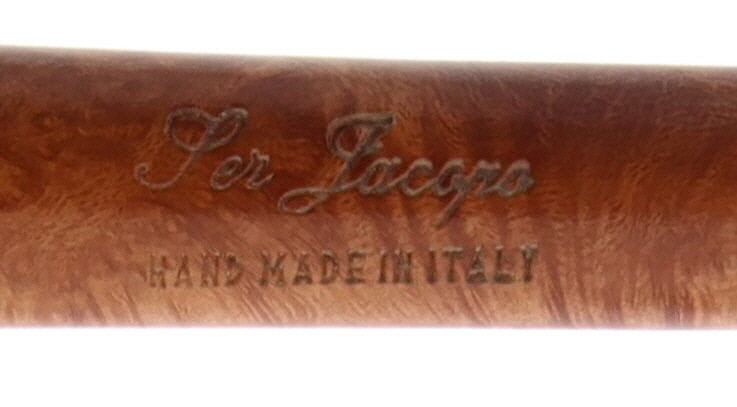 Ser Jacopo
HAND MADE IN ITALY